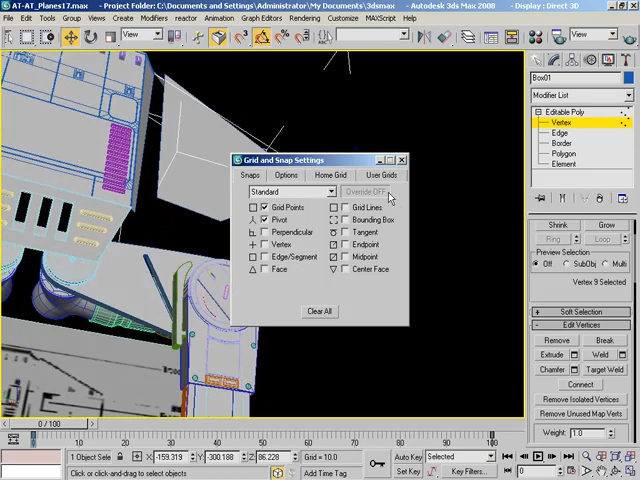 AT-AT_Planes17.max - Project Folder: C:\Documents and Settings\Administrator\My Documents\3dsmax - Autodesk 3ds Max 2008 - Display : Direct 3D
File Edit Tools Group Views Create Modifiers reactor Animation Graph Editors Rendering Customize MAXScript Help
View
Box01
Modifier List
Editable Poly
Vertex
Edge
Border
Polygon
Element
Grid and Snap Settings
Snaps Options Home Grid User Grids
Standard Override OFF
Grid Points Grid Lines
Pivot Bounding Box
Perpendicular Tangent
Vertex Endpoint
Edge/Segment Midpoint
Face Center Face
Clear All
Shrink Grow
Ring Loop
Off SubObj Multi
Vertex 9 Selected
Soft Selection
Edit Vertices
Remove Break
Extrude Weld
Chamfer Target Weld
Connect
Remove Isolated Vertices
Remove Unused Map Verts
Weight: 1.0
0 / 100
0 10 20 30 40 50 60 70 80 90 100
1 Object Selec X: -159.319 Y: -300.188 Z: 86.228 Grid = 10.0 Auto Key Selected
Click or click-and-drag to select objects Add Time Tag Set Key Key Filters... 0